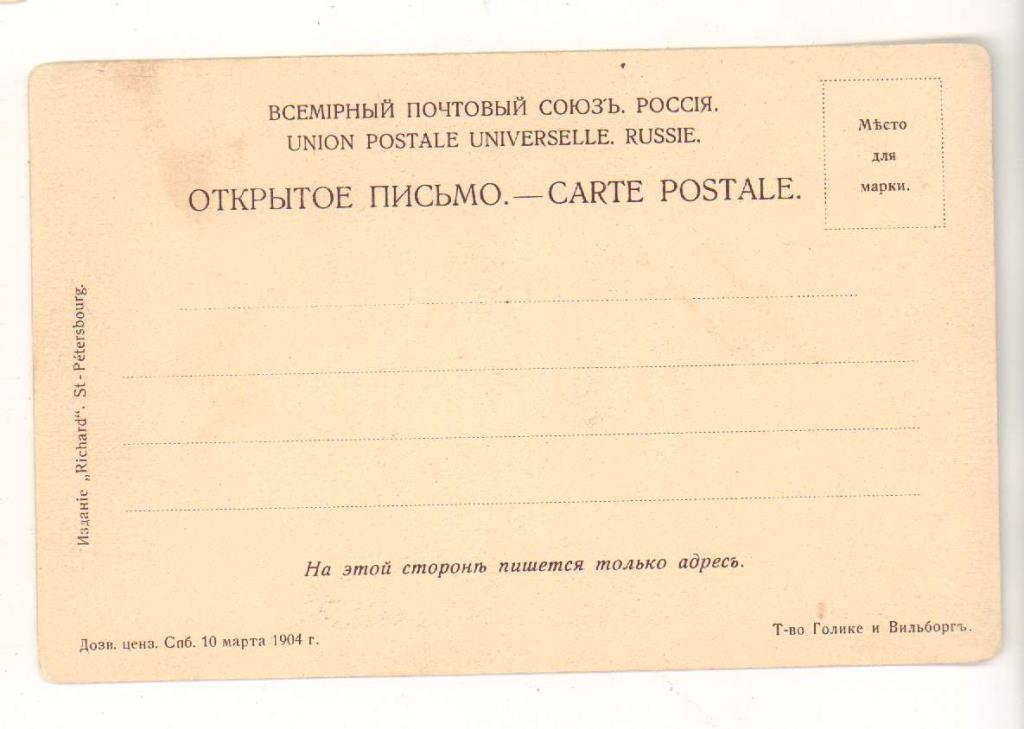 ВСЕМІРНЫЙ ПОЧТОВЫЙ СОЮЗЪ. РОССІЯ.
UNION POSTALE UNIVERSELLE. RUSSIE.
ОТКРЫТОЕ ПИСЬМО.—CARTE POSTALE.
Мѣсто
для
марки.
Изданіе „Richard“. St-Pétersbourg.
На этой сторонѣ пишется только адресъ.
Дозв. ценз. Спб. 10 марта 1904 г.
Т-во Голике и Вильборгъ.